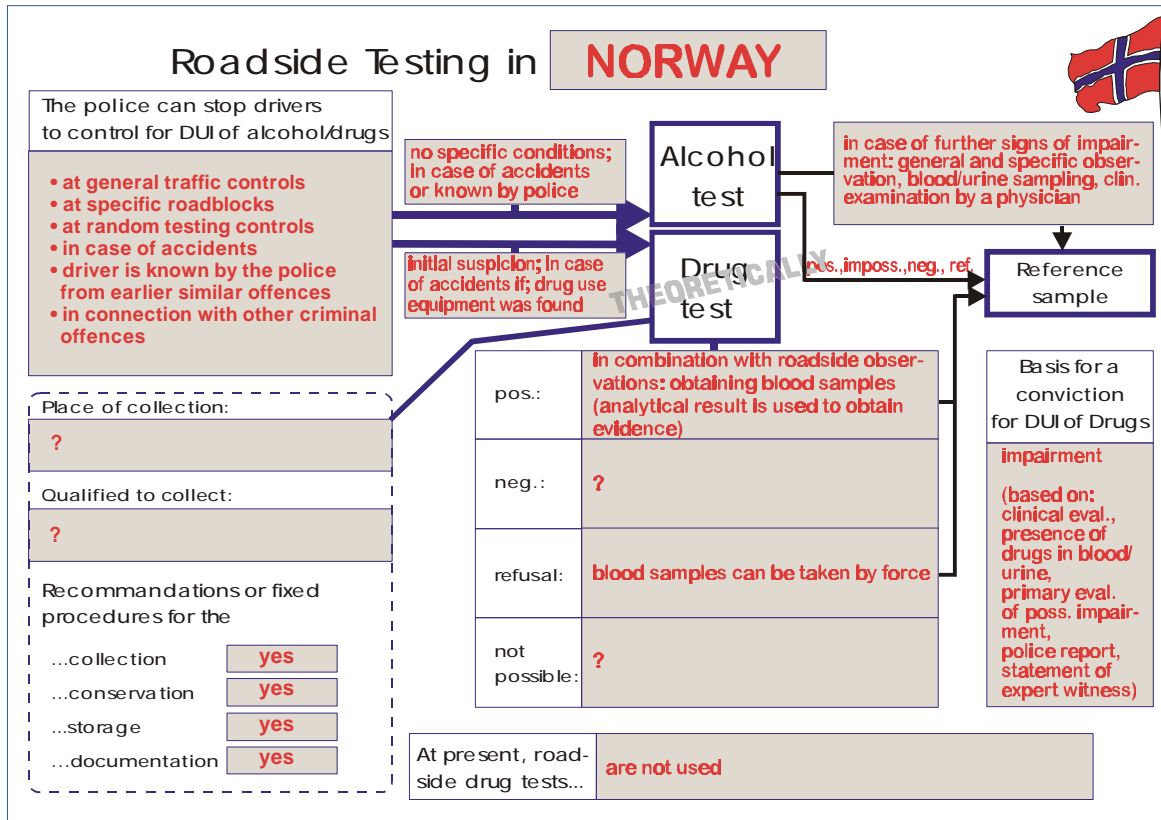 Roadside Testing in NORWAY
The police can stop drivers
to control for DUI of alcohol/drugs
• at general traffic controls
• at specific roadblocks
• at random testing controls
• in case of accidents
• driver is known by the police
from earlier similar offences
• in connection with other criminal
offences
no specific conditions;
in case of accidents
or known by police
initial suspicion; in case
of accidents if; drug use
equipment was found
Alcohol
test
Drug
test
THEORETICALLY
in case of further signs of impair-
ment: general and specific obser-
vation, blood/urine sampling, clin.
examination by a physician
pos.,imposs.,neg., ref.
Reference
sample
Place of collection:
?
Qualified to collect:
?
Recommandations or fixed
procedures for the
...collection yes
...conservation yes
...storage yes
...documentation yes
pos.:
in combination with roadside obser-
vations: obtaining blood samples
(analytical result is used to obtain
evidence)
neg.: ?
refusal: blood samples can be taken by force
not
possible:
?
Basis for a
conviction
for DUI of Drugs
impairment
(based on:
clinical eval.,
presence of
drugs in blood/
urine,
primary eval.
of poss. impair-
ment,
police report,
statement of
expert witness)
At present, road-
side drug tests...
are not used